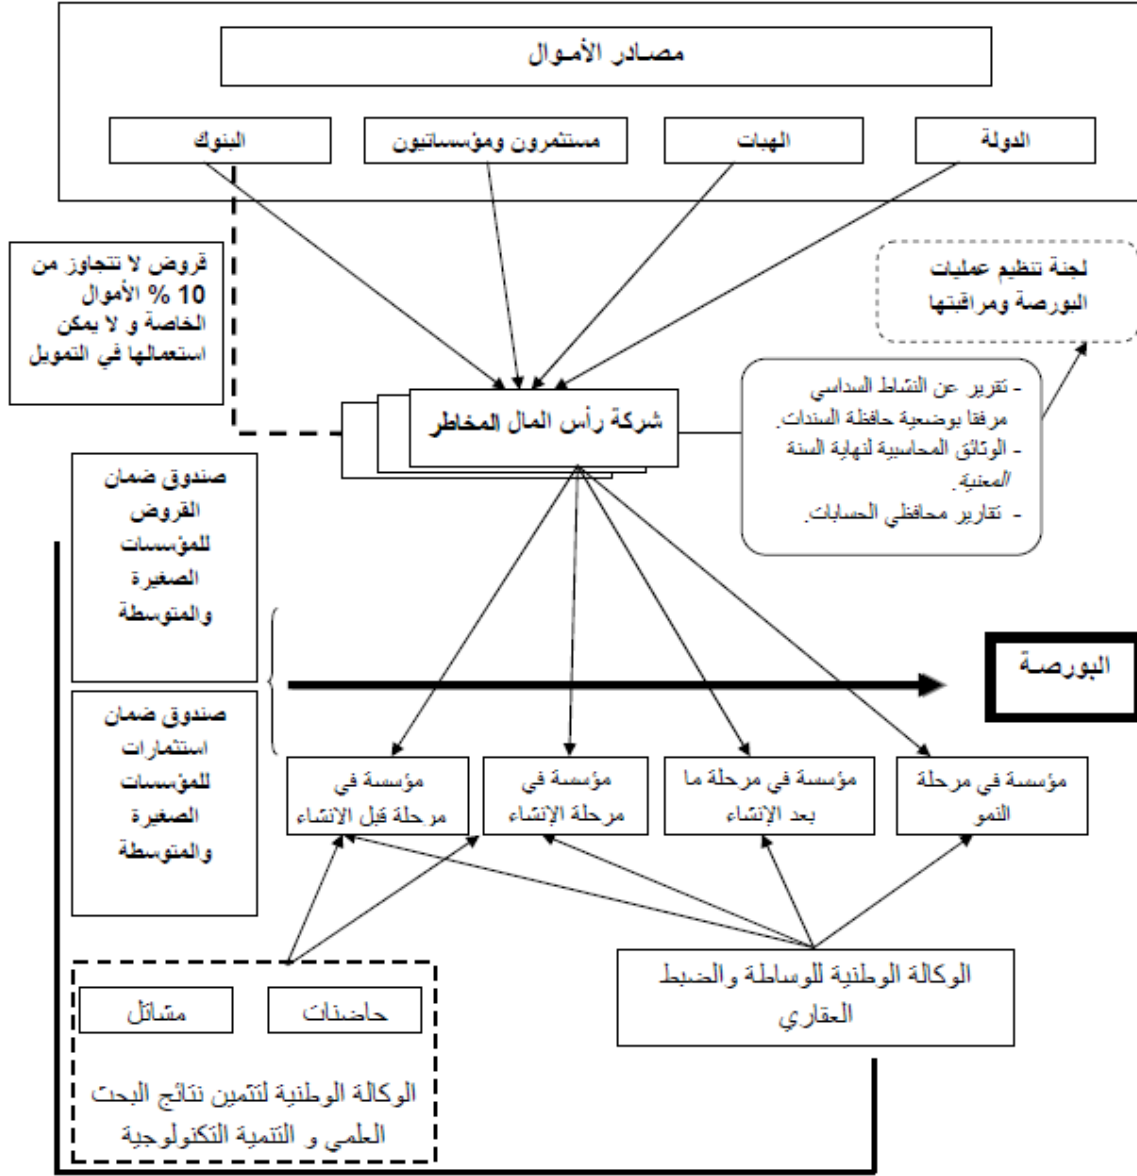 مصادر الأموال
الدولة
الهبات
مستثمرون ومؤسساتيون
البنوك
لجنة تنظيم عمليات
البورصة ومراقبتها
قروض لا تتجاوز من
10 % الأموال
الخاصة و لا يمكن
استعمالها في التمويل
- تقرير عن النشاط السداسي
مرفقا بوضعية حافظة السندات.
- الوثائق المحاسبية لنهاية السنة
المعنية.
- تقارير محافظي الحسابات.
شركة رأس المال المخاطر
صندوق ضمان
القروض
للمؤسسات
الصغيرة
والمتوسطة
البورصة
صندوق ضمان
استثمارات
للمؤسسات
الصغيرة
والمتوسطة
مؤسسة في مرحلة
النمو
مؤسسة في مرحلة ما
بعد الإنشاء
مؤسسة في
مرحلة الإنشاء
مؤسسة في
مرحلة قبل الانشاء
الوكالة الوطنية للوساطة والضبط
العقاري
حاضنات
مشاتل
الوكالة الوطنية لتثمين نتائج البحث
العلمي و التنمية التكنولوجية